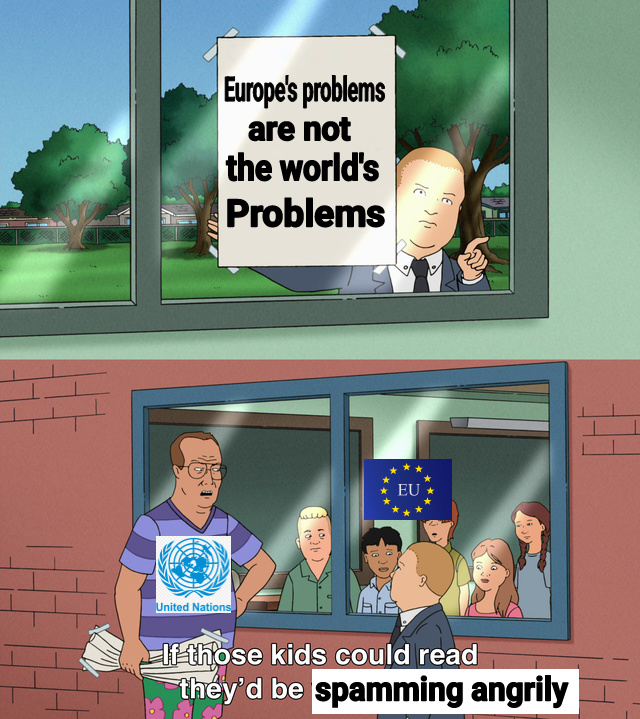 Europe's problems
are not
the world's
Problems
EU
United Nations
If those kids could read
they'd be spamming angrily